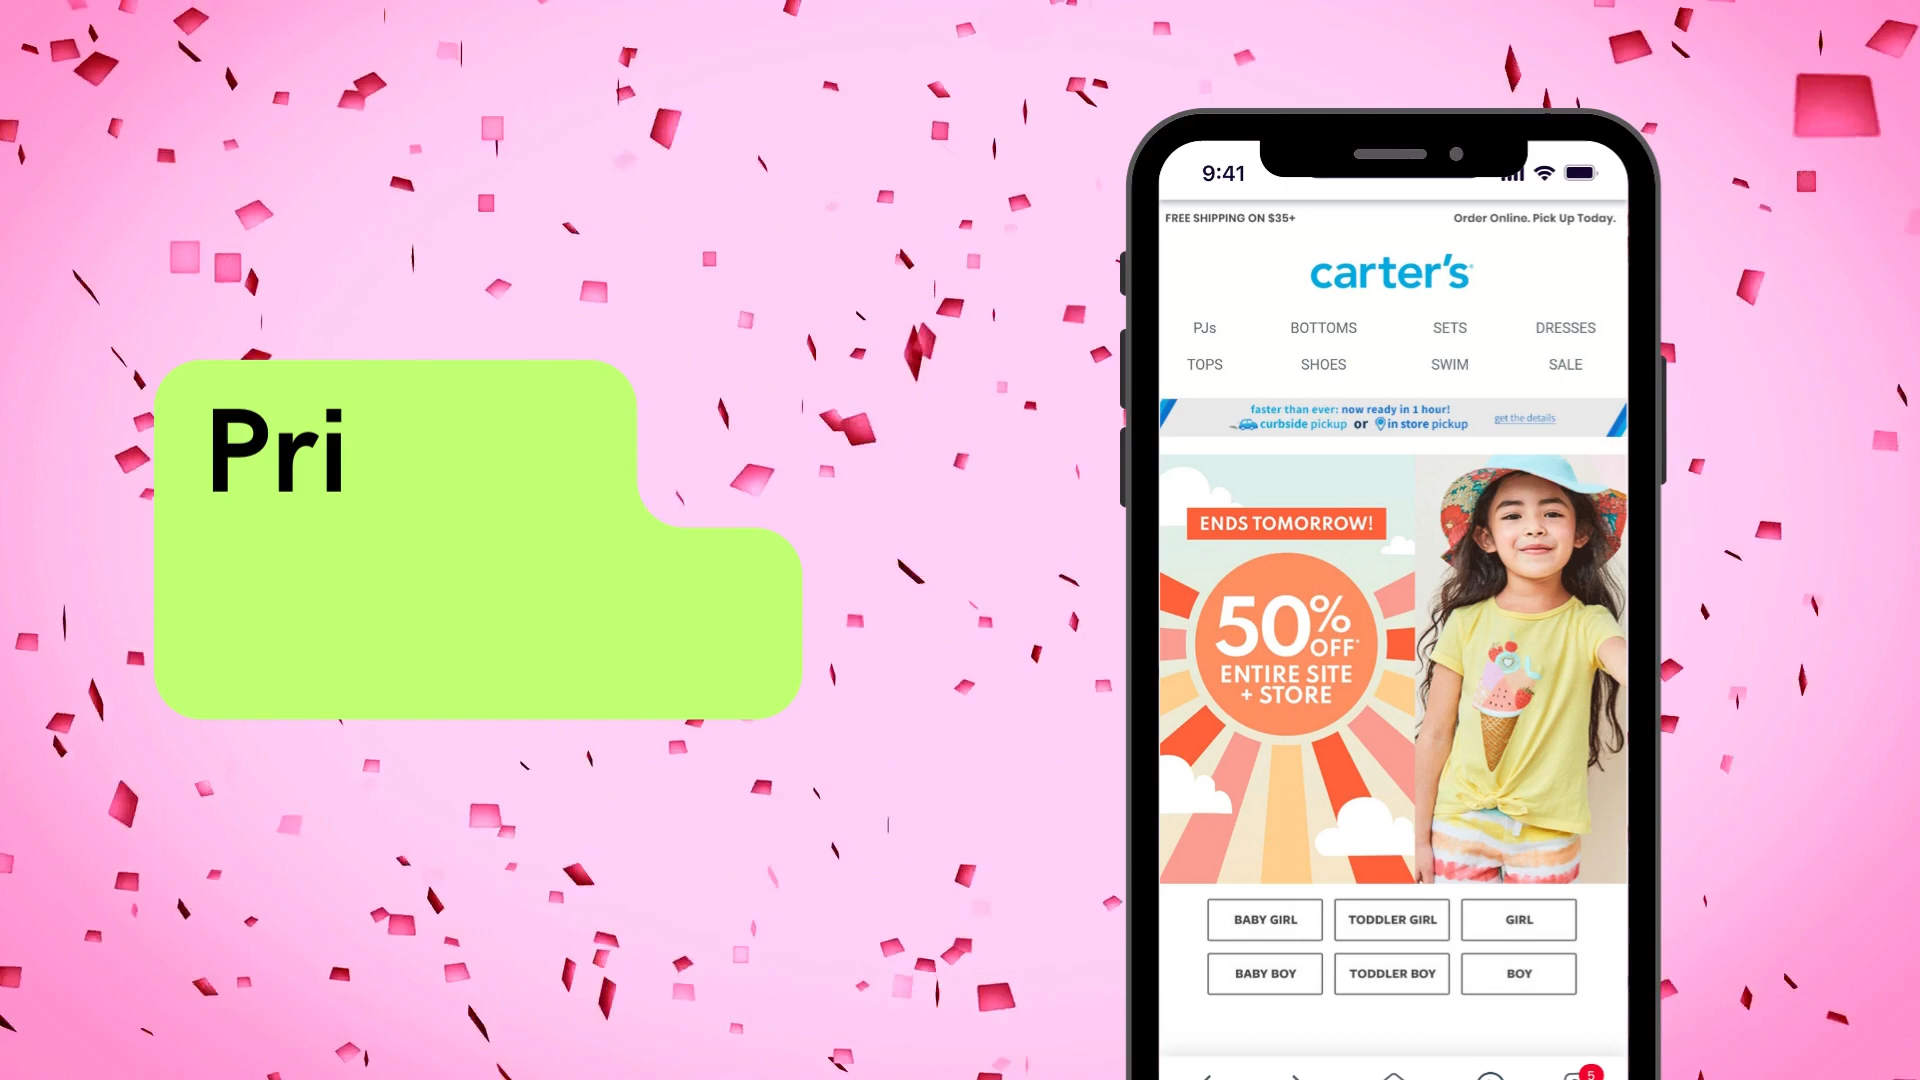 Pri
9:41
FREE SHIPPING ON $35+
Order Online. Pick Up Today.
carter's
PJs BOTTOMS SETS DRESSES
TOPS SHOES SWIM SALE
faster than ever: now ready in 1 hour!
curbside pickup or in store pickup
get the details
ENDS TOMORROW!
50% OFF*
ENTIRE SITE
+ STORE
BABY GIRL TODDLER GIRL GIRL
BABY BOY TODDLER BOY BOY
5